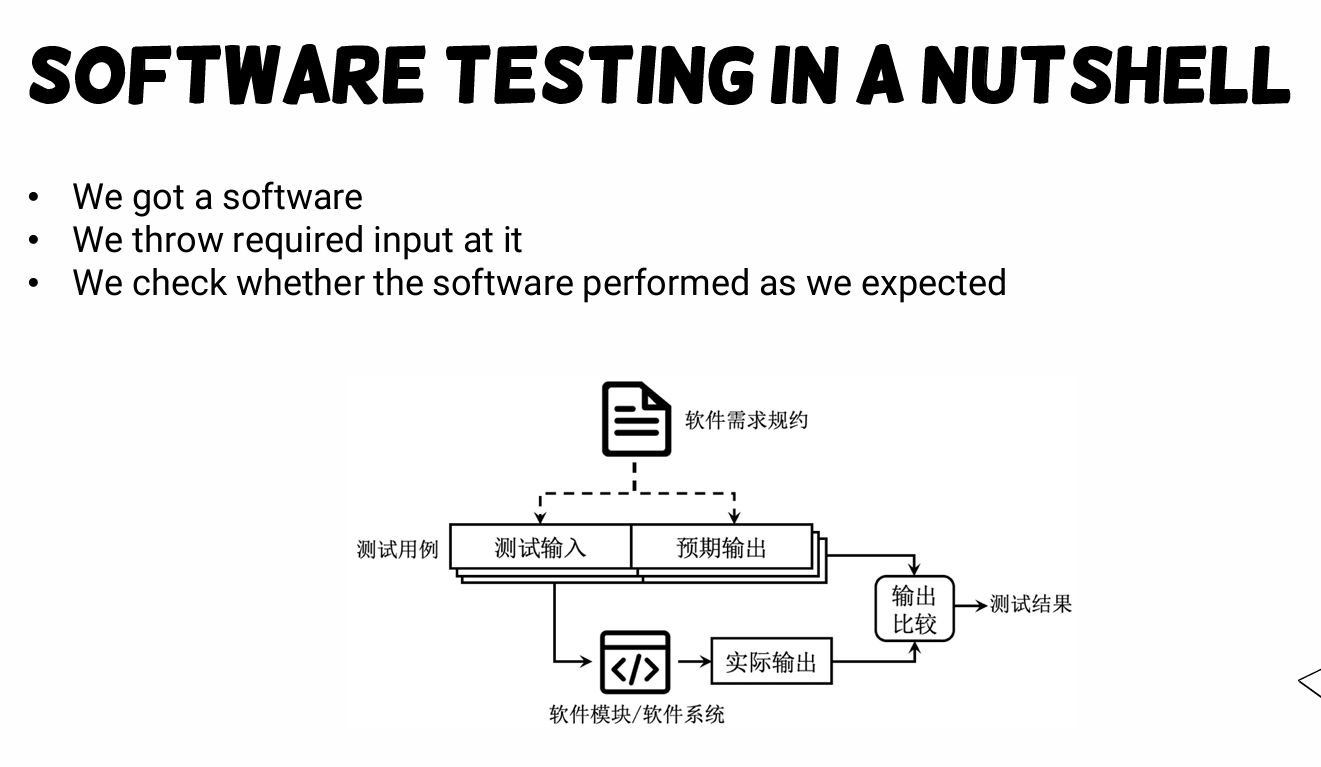 SOFTWARE TESTING IN A NUTSHELL
• We got a software
• We throw required input at it
• We check whether the software performed as we expected
软件需求规约
测试用例
测试输入
预期输出
输出
比较
测试结果
</>
实际输出
软件模块/软件系统